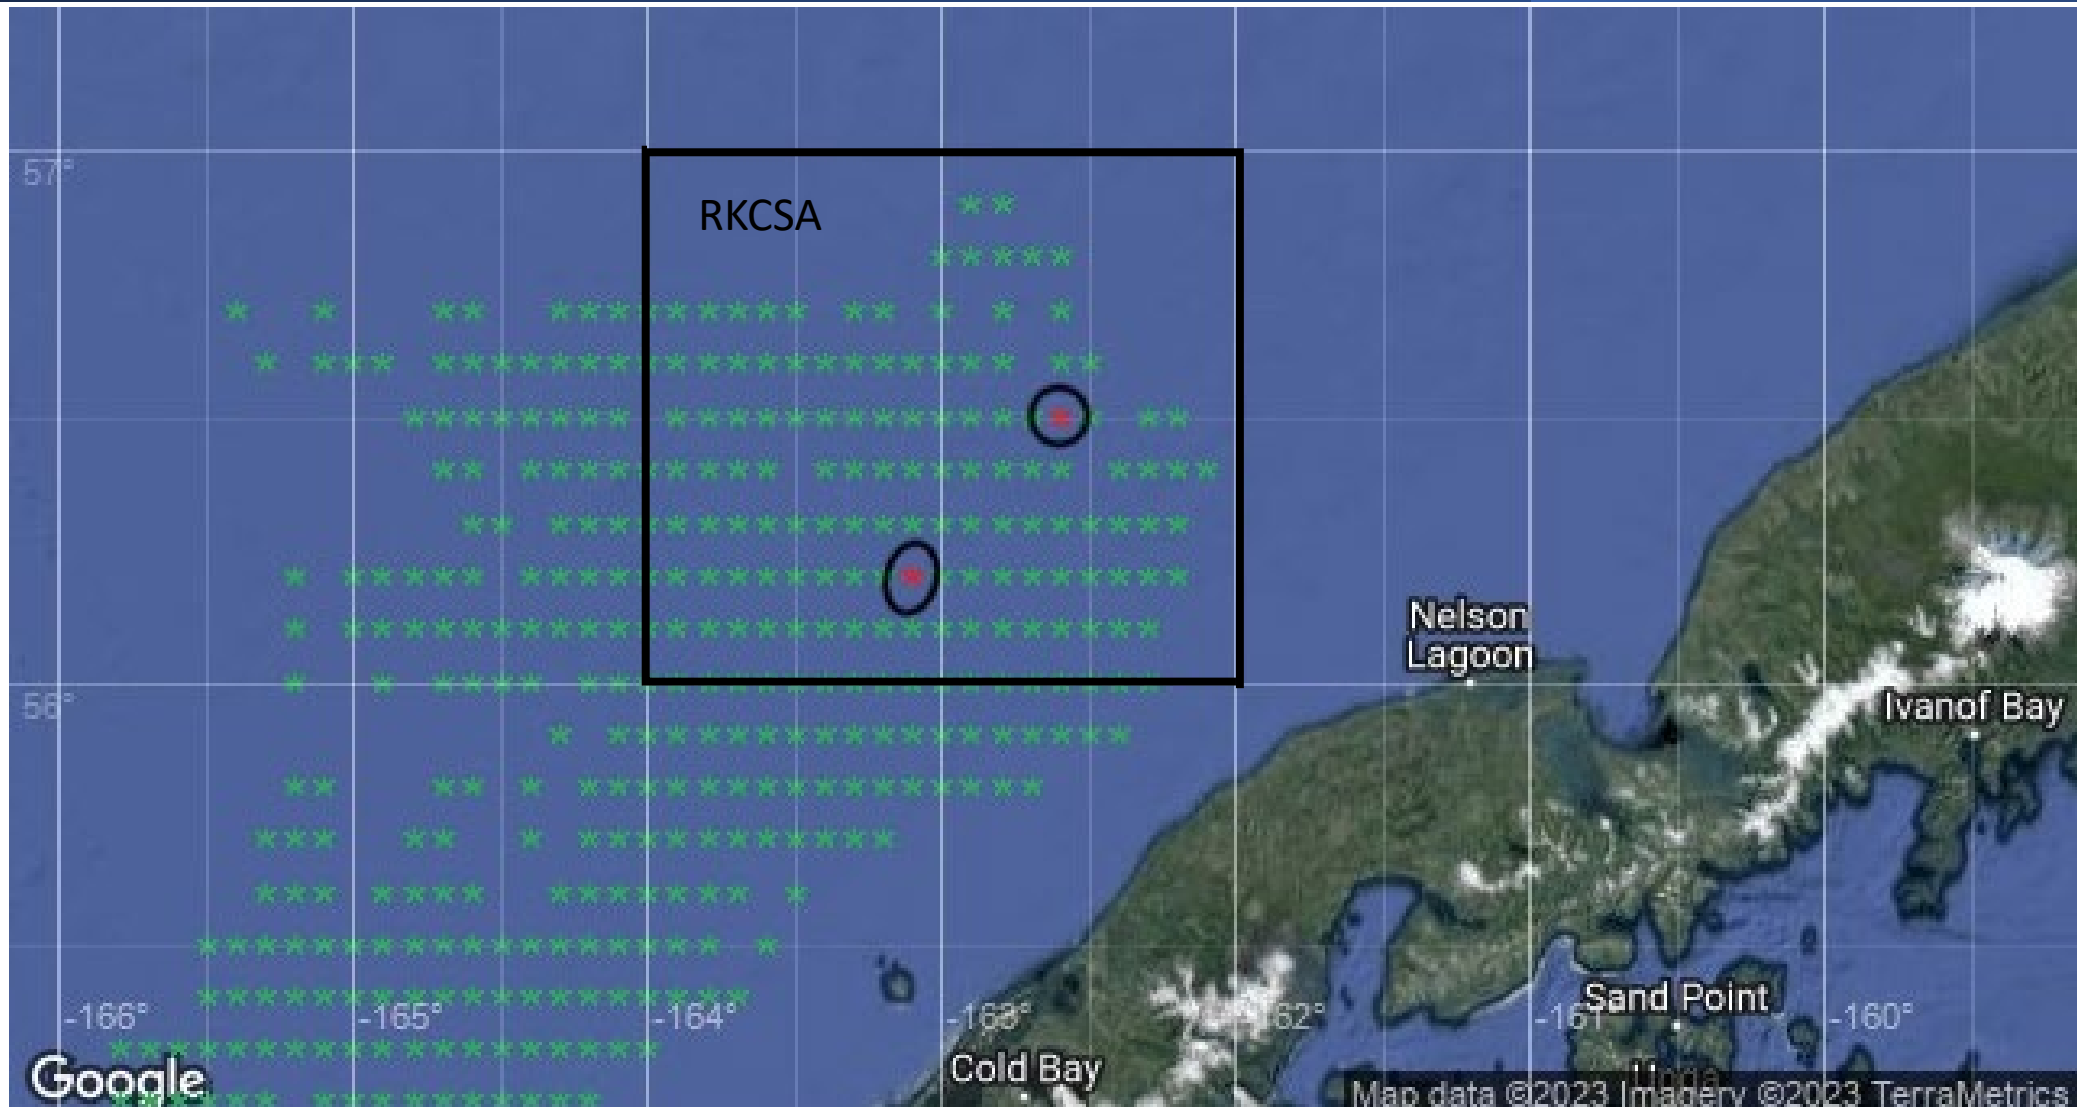 57°
RKCSA
Nelson
Lagoon
56°
Ivanof Bay
Sand Point
-166°
-165°
-164°
-163°
-162°
-161
-160°
Cold Bay
Google
Map data ©2023 Imagery ©2023 TerraMetrics